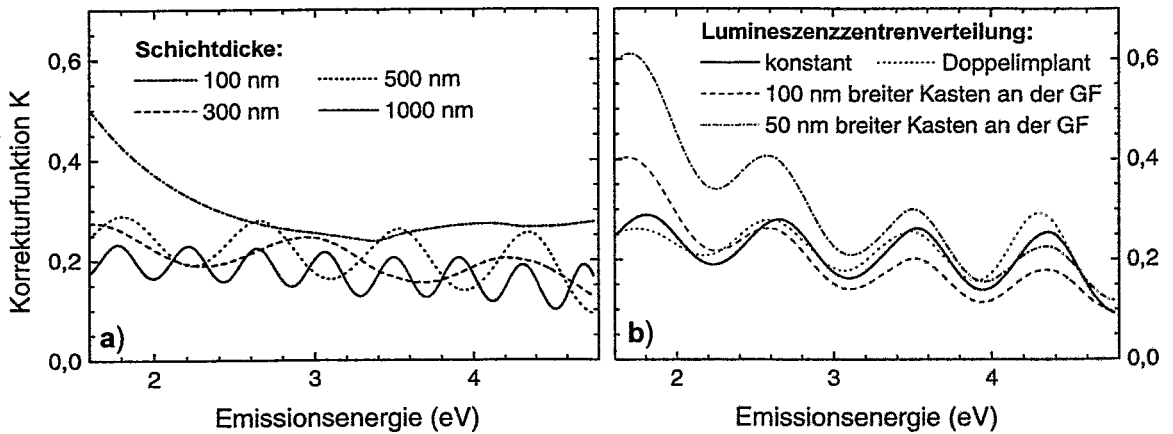 Korrekturfunktion K
0,6
0,4
0,2
0,0
Schichtdicke:
100 nm
500 nm
300 nm
1000 nm
a)
2
3
4
Emissionsenergie (eV)
Lumineszenzzentrenverteilung:
konstant
Doppelimplant
100 nm breiter Kasten an der GF
50 nm breiter Kasten an der GF
b)
0,6
0,4
0,2
0,0
2
3
4
Emissionsenergie (eV)